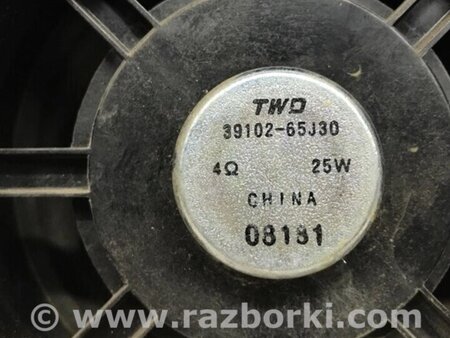 TWD
39102-65J30
4Ω 25W
CHINA
08181
© www.razborki.com